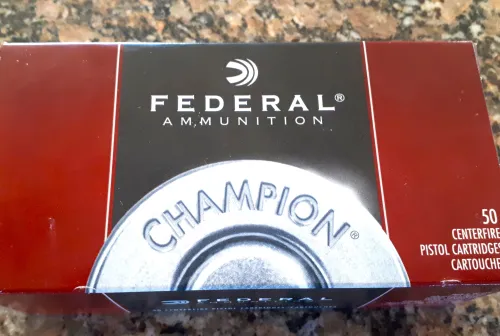 FEDERAL®
AMMUNITION
CHAMPION®
50
CENTERFIRE
PISTOL CARTRIDGES
CARTOUCHE
FEDERAL